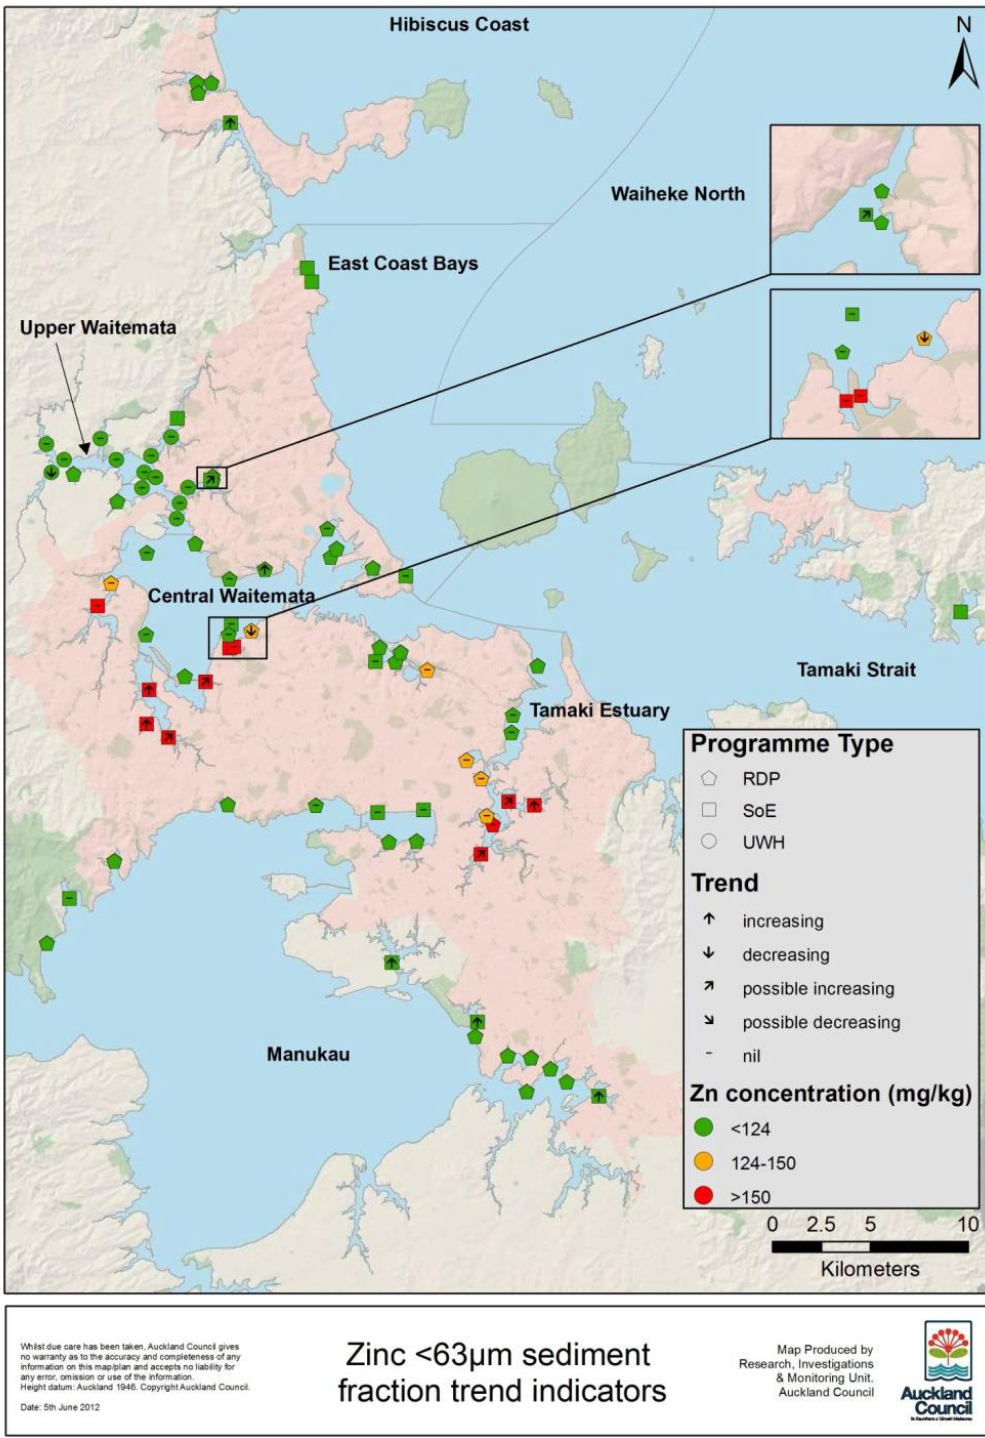 Hibiscus Coast
N
Waiheke North
East Coast Bays
Upper Waitemata
Central Waitemata
Tamaki Strait
Tamaki Estuary
Manukau
Programme Type
RDP
SoE
UWH
Trend
increasing
decreasing
possible increasing
possible decreasing
nil
Zn concentration (mg/kg)
<124
124-150
>150
0 2.5 5 10
Kilometers
Whilst due care has been taken, Auckland Council gives
no warranty as to the accuracy and completeness of any
information on this map/plan and accepts no liability for
any error, omission or use of the information.
Height datum: Auckland 1946. Copyright Auckland Council.
Date: 5th June 2012
Zinc <63µm sediment
fraction trend indicators
Map Produced by
Research, Investigations
& Monitoring Unit.
Auckland Council
Auckland
Council